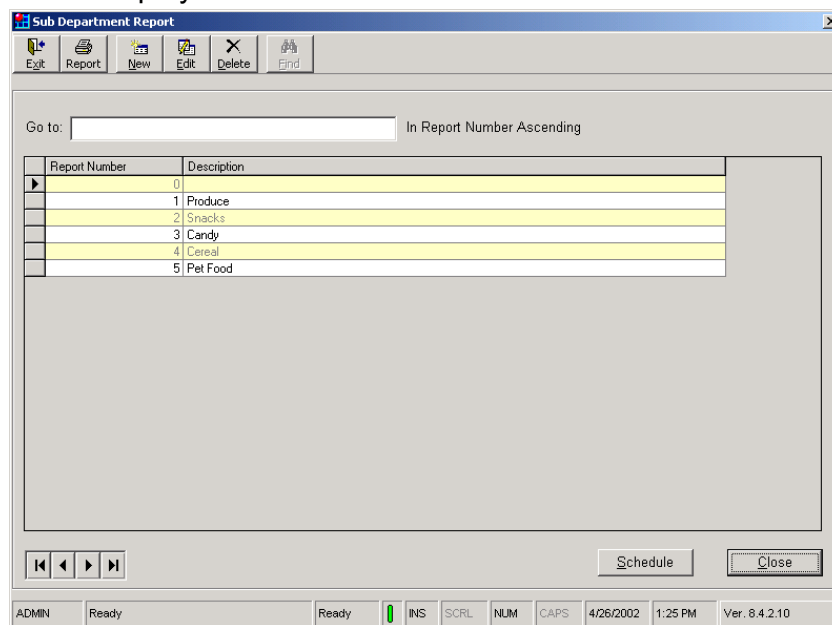 Sub Department Report
Exit Report New Edit Delete Find
Go to: In Report Number Ascending
Report Number Description
0
1 Produce
2 Snacks
3 Candy
4 Cereal
5 Pet Food
Schedule Close
ADMIN Ready Ready INS SCRL NUM CAPS 4/26/2002 1:25 PM Ver. 8.4.2.10